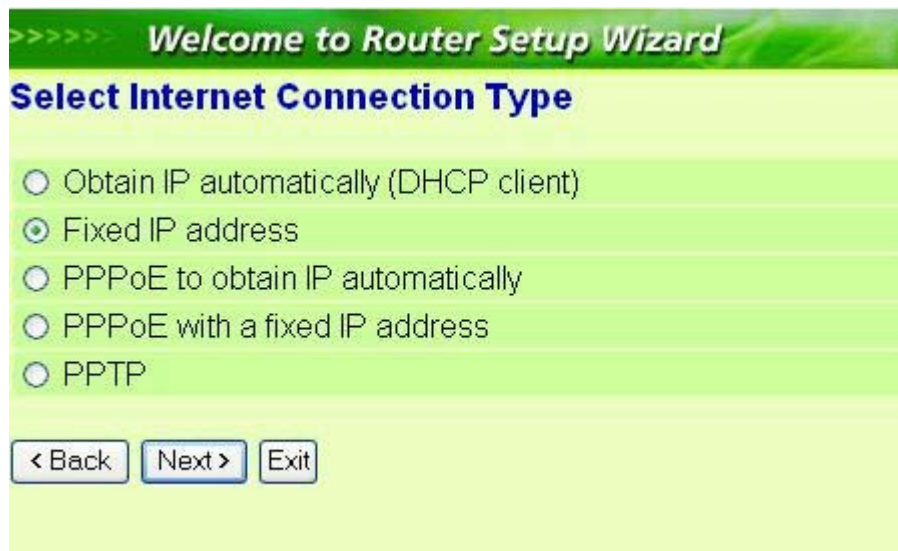 >>>>>> Welcome to Router Setup Wizard
Select Internet Connection Type
Obtain IP automatically (DHCP client)
Fixed IP address
PPPoE to obtain IP automatically
PPPoE with a fixed IP address
PPTP
< Back Next > Exit